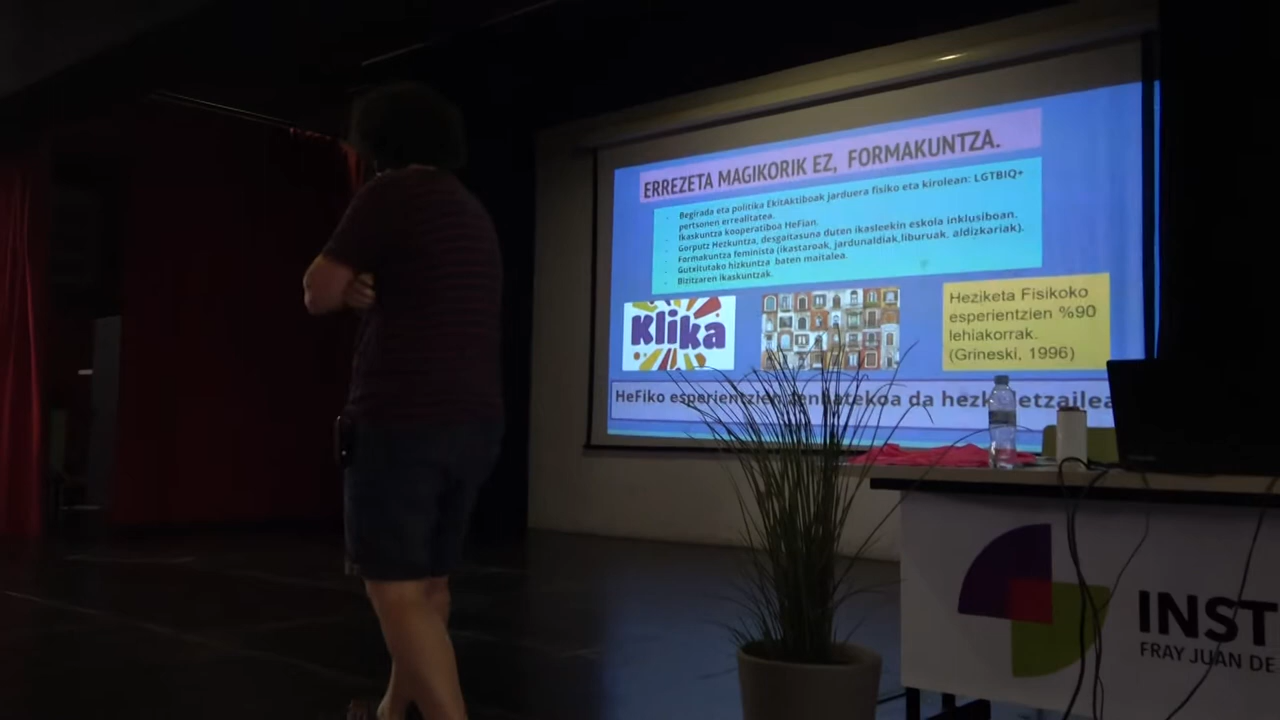 ERREZETA MAGIKORIK EZ, FORMAKUNTZA.
- Begirada eta politika EkitAktiboak jarduera fisiko eta kirolean: LGTBIQ+
pertsonen errealitatea.
- Ikaskuntza kooperatiboa HeFian.
- Gorputz Hezkuntza, desgaitasuna duten ikasleekin eskola inklusiboan.
- Formakuntza feminista (ikastaroak, jardunaldiak,liburuak, aldizkariak).
- Gutxitutako hizkuntza baten maitalea.
- Bizitzaren ikaskuntzak.
Klika
Heziketa Fisikoko
esperientzien %90
lehiakorrak.
(Grineski, 1996)
HeFiko esperientzien da
INST
FRAY JUAN DE